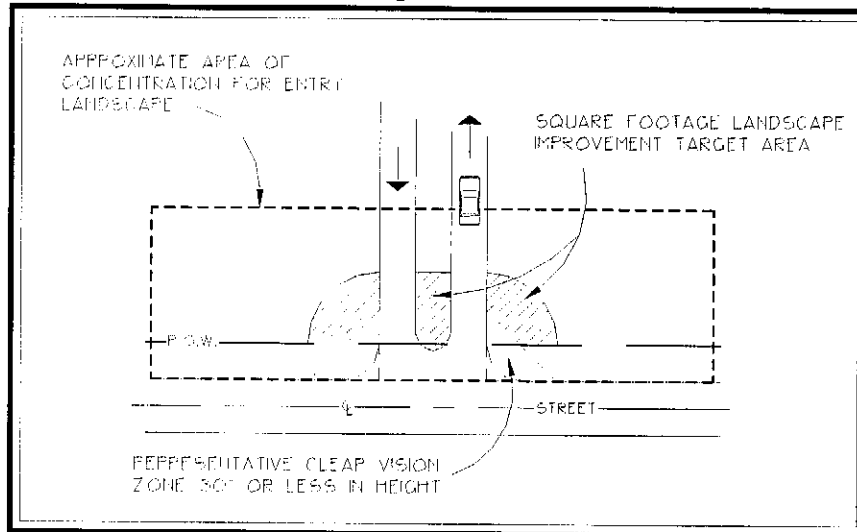 APPROXIMATE AREA OF
CONCENTRATION FOR ENTRY
LANDSCAPE
SQUARE FOOTAGE LANDSCAPE
IMPROVEMENT TARGET AREA
R.O.W.
℄ STREET
REPRESENTATIVE CLEAR VISION
ZONE 30" OR LESS IN HEIGHT